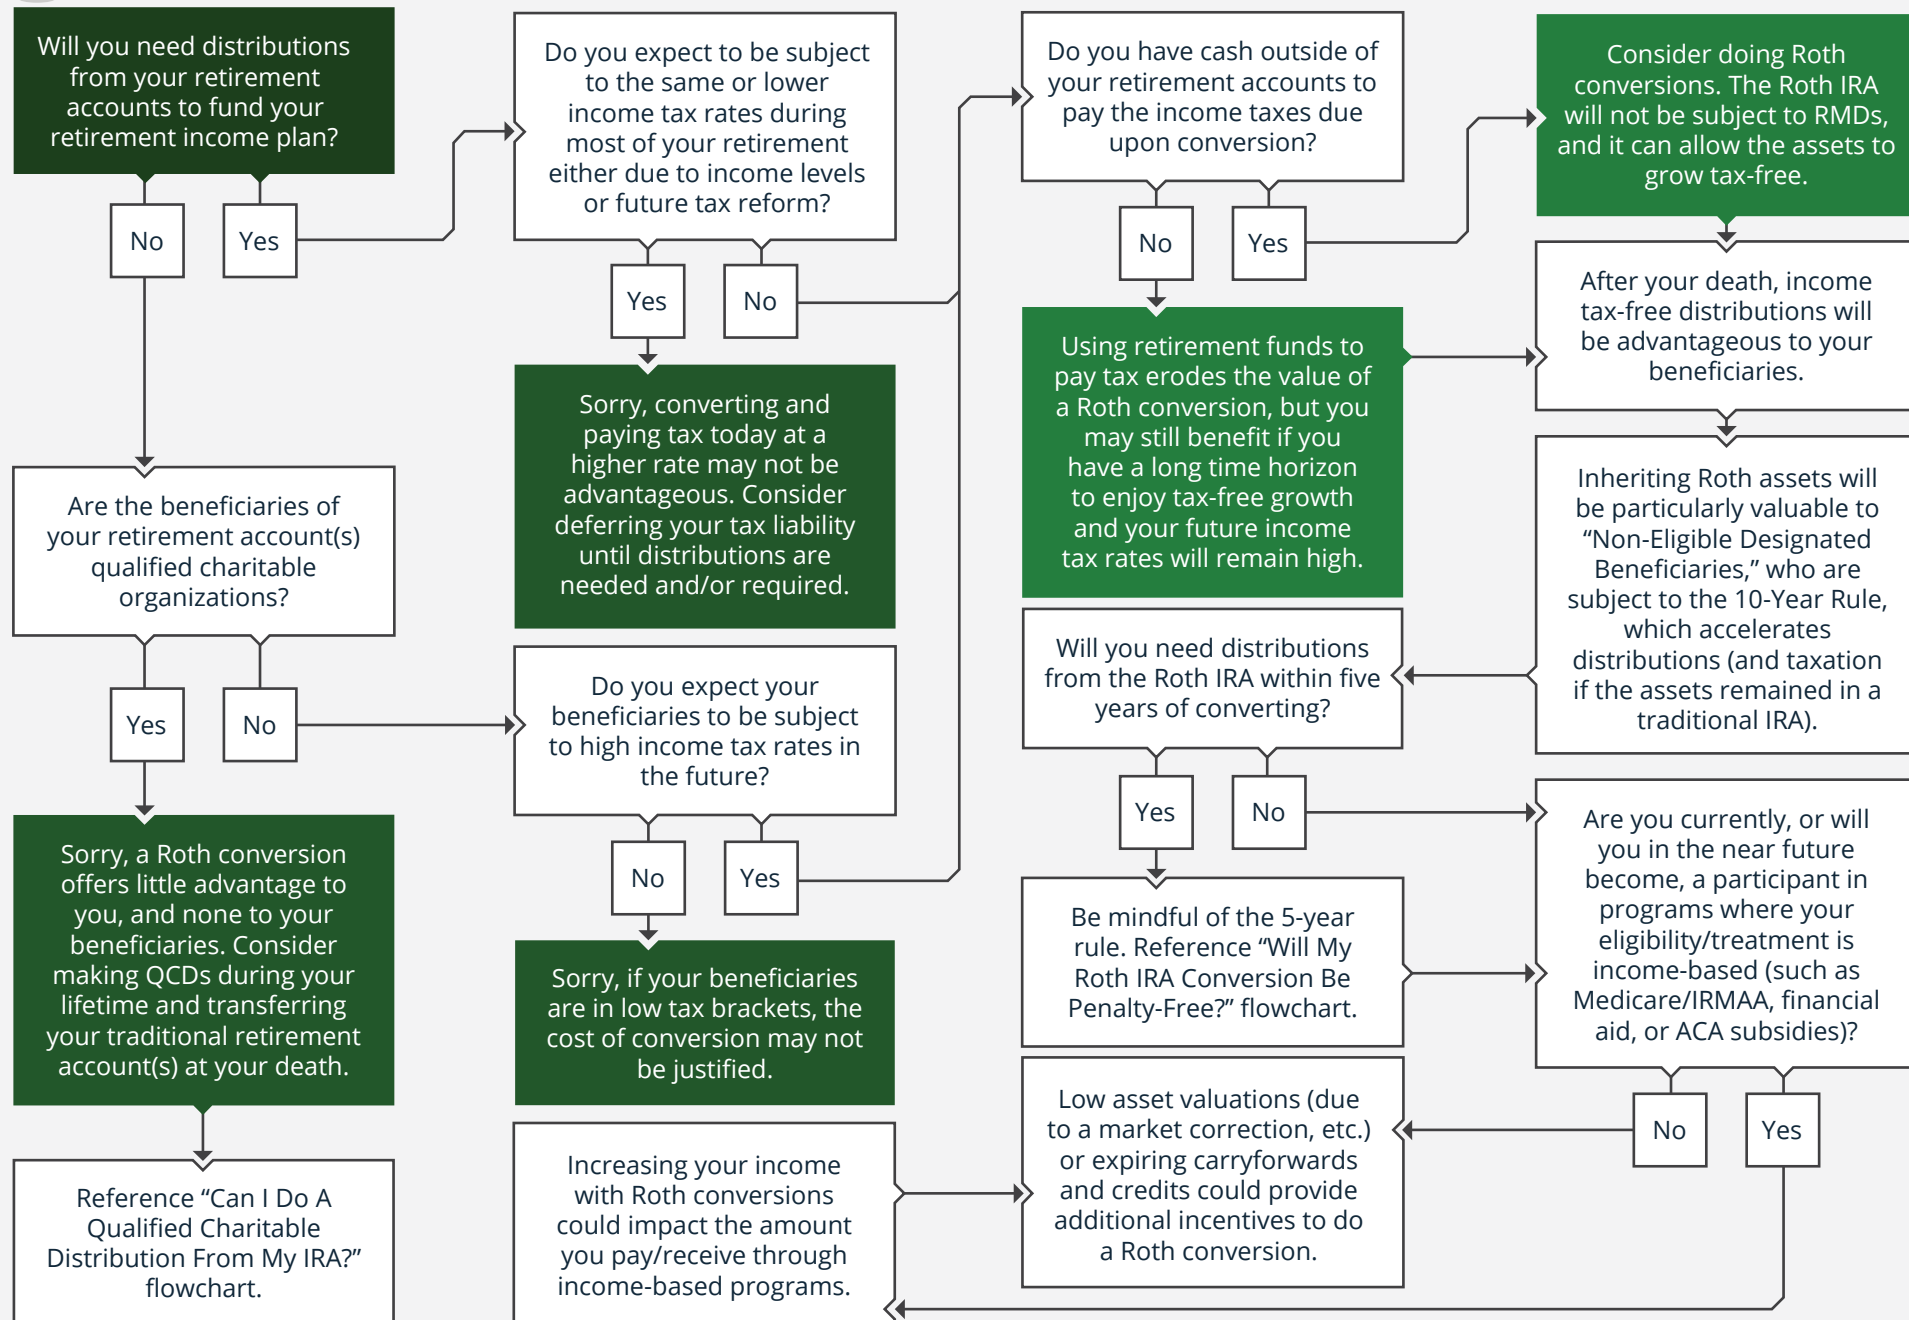 Will you need distributions
from your retirement
accounts to fund your
retirement income plan?
No
Yes
Are the beneficiaries of
your retirement account(s)
qualified charitable
organizations?
Yes
No
Sorry, a Roth conversion
offers little advantage to
you, and none to your
beneficiaries. Consider
making QCDs during your
lifetime and transferring
your traditional retirement
account(s) at your death.
Reference “Can I Do A
Qualified Charitable
Distribution From My IRA?”
flowchart.
Do you expect to be subject
to the same or lower
income tax rates during
most of your retirement
either due to income levels
or future tax reform?
Yes
No
Sorry, converting and
paying tax today at a
higher rate may not be
advantageous. Consider
deferring your tax liability
until distributions are
needed and/or required.
Do you expect your
beneficiaries to be subject
to high income tax rates in
the future?
No
Yes
Sorry, if your beneficiaries
are in low tax brackets, the
cost of conversion may not
be justified.
Do you have cash outside of
your retirement accounts to
pay the income taxes due
upon conversion?
No
Yes
Using retirement funds to
pay tax erodes the value of
a Roth conversion, but you
may still benefit if you
have a long time horizon
to enjoy tax-free growth
and your future income
tax rates will remain high.
Consider doing Roth
conversions. The Roth IRA
will not be subject to RMDs,
and it can allow the assets to
grow tax-free.
After your death, income
tax-free distributions will
be advantageous to your
beneficiaries.
Inheriting Roth assets will
be particularly valuable to
“Non-Eligible Designated
Beneficiaries,” who are
subject to the 10-Year Rule,
which accelerates
distributions (and taxation
if the assets remained in a
traditional IRA).
Will you need distributions
from the Roth IRA within five
years of converting?
Yes
No
Be mindful of the 5-year
rule. Reference “Will My
Roth IRA Conversion Be
Penalty-Free?” flowchart.
Are you currently, or will
you in the near future
become, a participant in
programs where your
eligibility/treatment is
income-based (such as
Medicare/IRMAA, financial
aid, or ACA subsidies)?
No
Yes
Increasing your income
with Roth conversions
could impact the amount
you pay/receive through
income-based programs.
Low asset valuations (due
to a market correction, etc.)
or expiring carryforwards
and credits could provide
additional incentives to do
a Roth conversion.